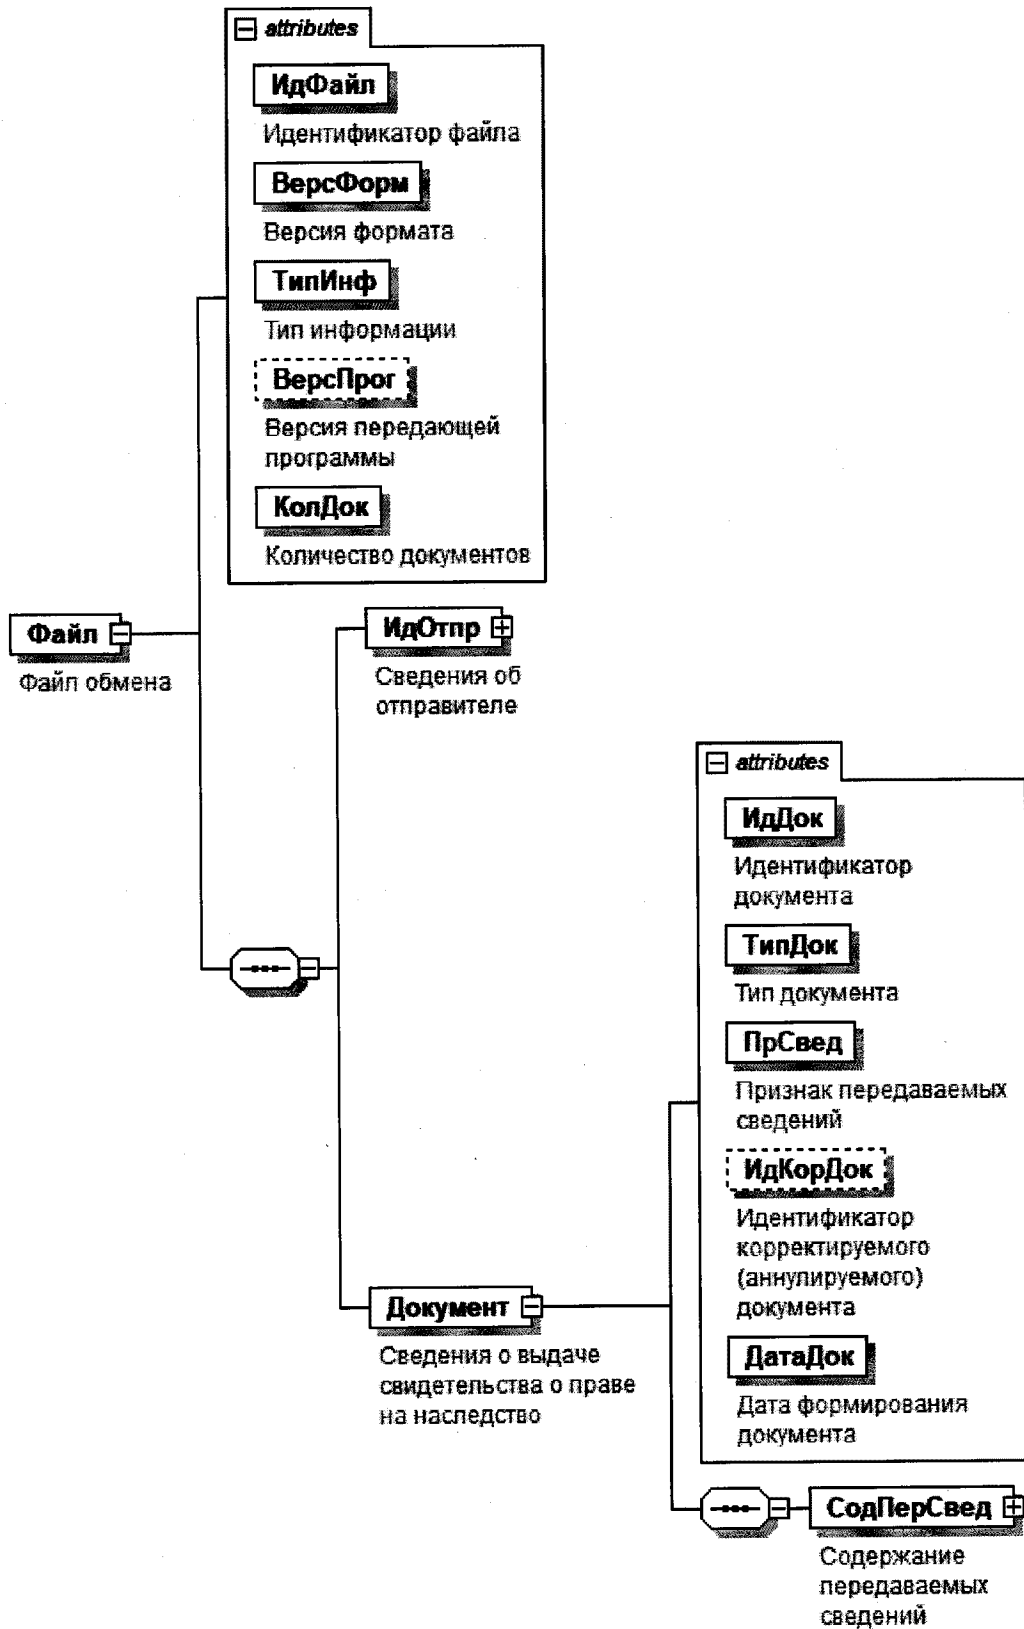 attributes
ИдФайл
Идентификатор файла
ВерсФорм
Версия формата
ТипИнф
Тип информации
ВерсПрог
Версия передающей
программы
КолДок
Количество документов
Файл
Файл обмена
ИдОтпр
Сведения об
отправителе
attributes
ИдДок
Идентификатор
документа
ТипДок
Тип документа
ПрСвед
Признак передаваемых
сведений
ИдКорДок
Идентификатор
корректируемого
(аннулируемого)
документа
ДатаДок
Дата формирования
документа
Документ
Сведения о выдаче
свидетельства о праве
на наследство
СодПерСвед
Содержание
передаваемых
сведений